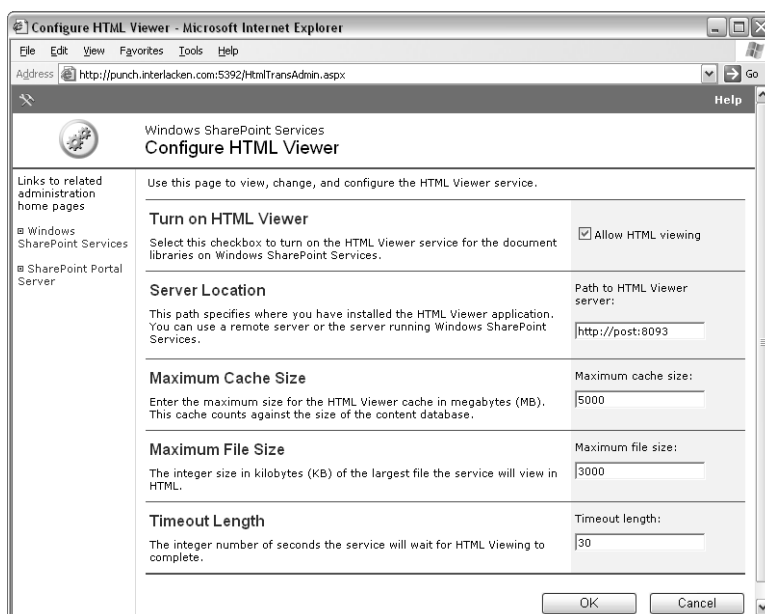 Configure HTML Viewer - Microsoft Internet Explorer
File Edit View Favorites Tools Help
Address http://punch.interlacken.com:5392/HtmlTransAdmin.aspx Go
Help
Windows SharePoint Services
Configure HTML Viewer
Links to related
administration
home pages
Windows
SharePoint Services
SharePoint Portal
Server
Use this page to view, change, and configure the HTML Viewer service.
Turn on HTML Viewer
Select this checkbox to turn on the HTML Viewer service for the document
libraries on Windows SharePoint Services.
Allow HTML viewing
Server Location
This path specifies where you have installed the HTML Viewer application.
You can use a remote server or the server running Windows SharePoint
Services.
Path to HTML Viewer
server:
http://post:8093
Maximum Cache Size
Enter the maximum size for the HTML Viewer cache in megabytes (MB).
This cache counts against the size of the content database.
Maximum cache size:
5000
Maximum File Size
The integer size in kilobytes (KB) of the largest file the service will view in
HTML.
Maximum file size:
3000
Timeout Length
The integer number of seconds the service will wait for HTML Viewing to
complete.
Timeout length:
30
OK Cancel